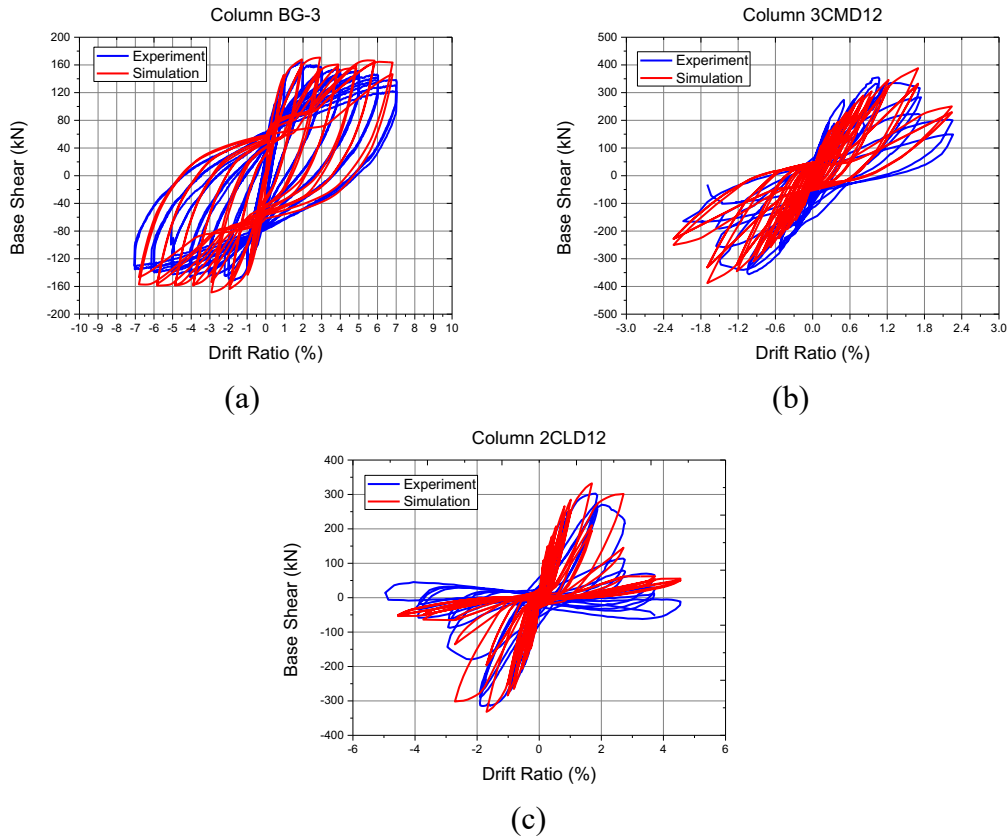 Column BG-3
200
160
120
80
40
0
-40
-80
-120
-160
-200
Base Shear (kN)
Experiment
Simulation
-10 -9 -8 -7 -6 -5 -4 -3 -2 -1 0 1 2 3 4 5 6 7 8 9 10
Drift Ratio (%)
(a)
Column 3CMD12
500
400
300
200
100
0
-100
-200
-300
-400
-500
Base Shear (kN)
Experiment
Simulation
-3.0 -2.4 -1.8 -1.2 -0.6 0.0 0.6 1.2 1.8 2.4 3.0
Drift Ratio (%)
(b)
Column 2CLD12
400
300
200
100
0
-100
-200
-300
-400
Base Shear (kN)
Experiment
Simulation
-6 -4 -2 0 2 4 6
Drift Ratio (%)
(c)